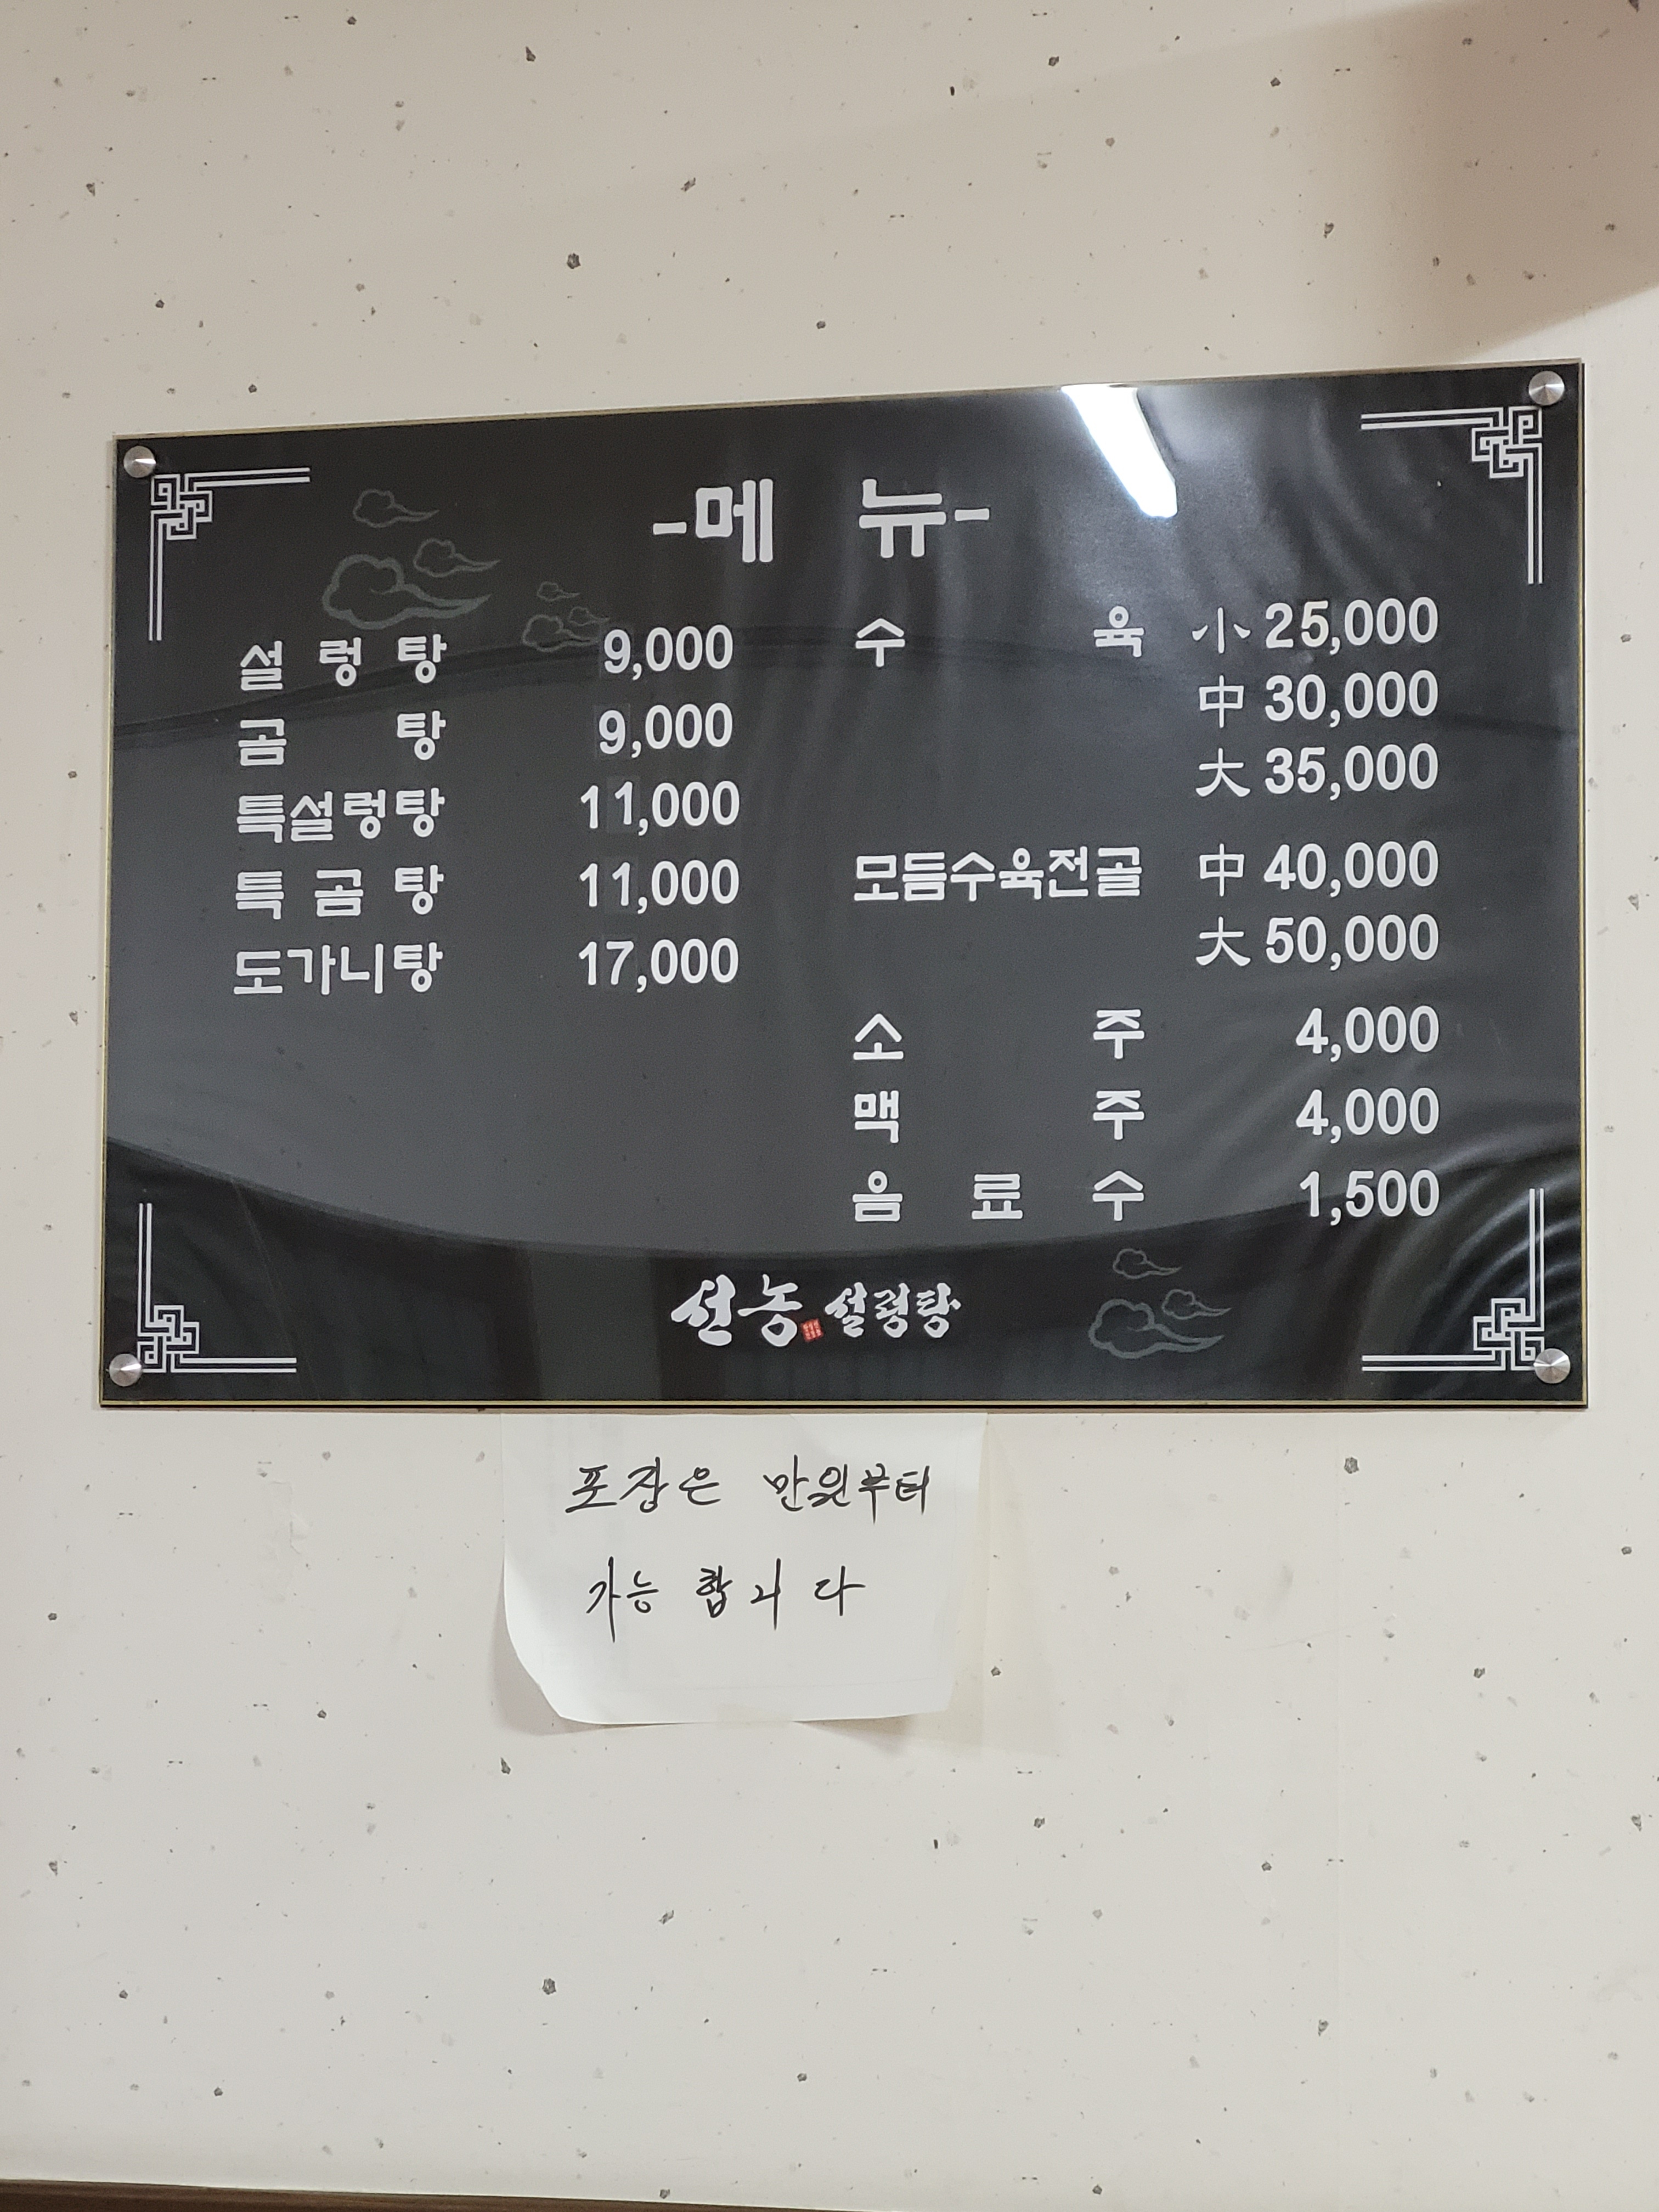 -메 뉴-
설렁탕 9,000
곰탕 9,000
특설렁탕 11,000
특곰탕 11,000
도가니탕 17,000
수육 小 25,000
中 30,000
大 35,000
모듬수육전골 中 40,000
大 50,000
소주 4,000
맥주 4,000
음료수 1,500
선농 설렁탕
포장은 만원부터
가능 합니다